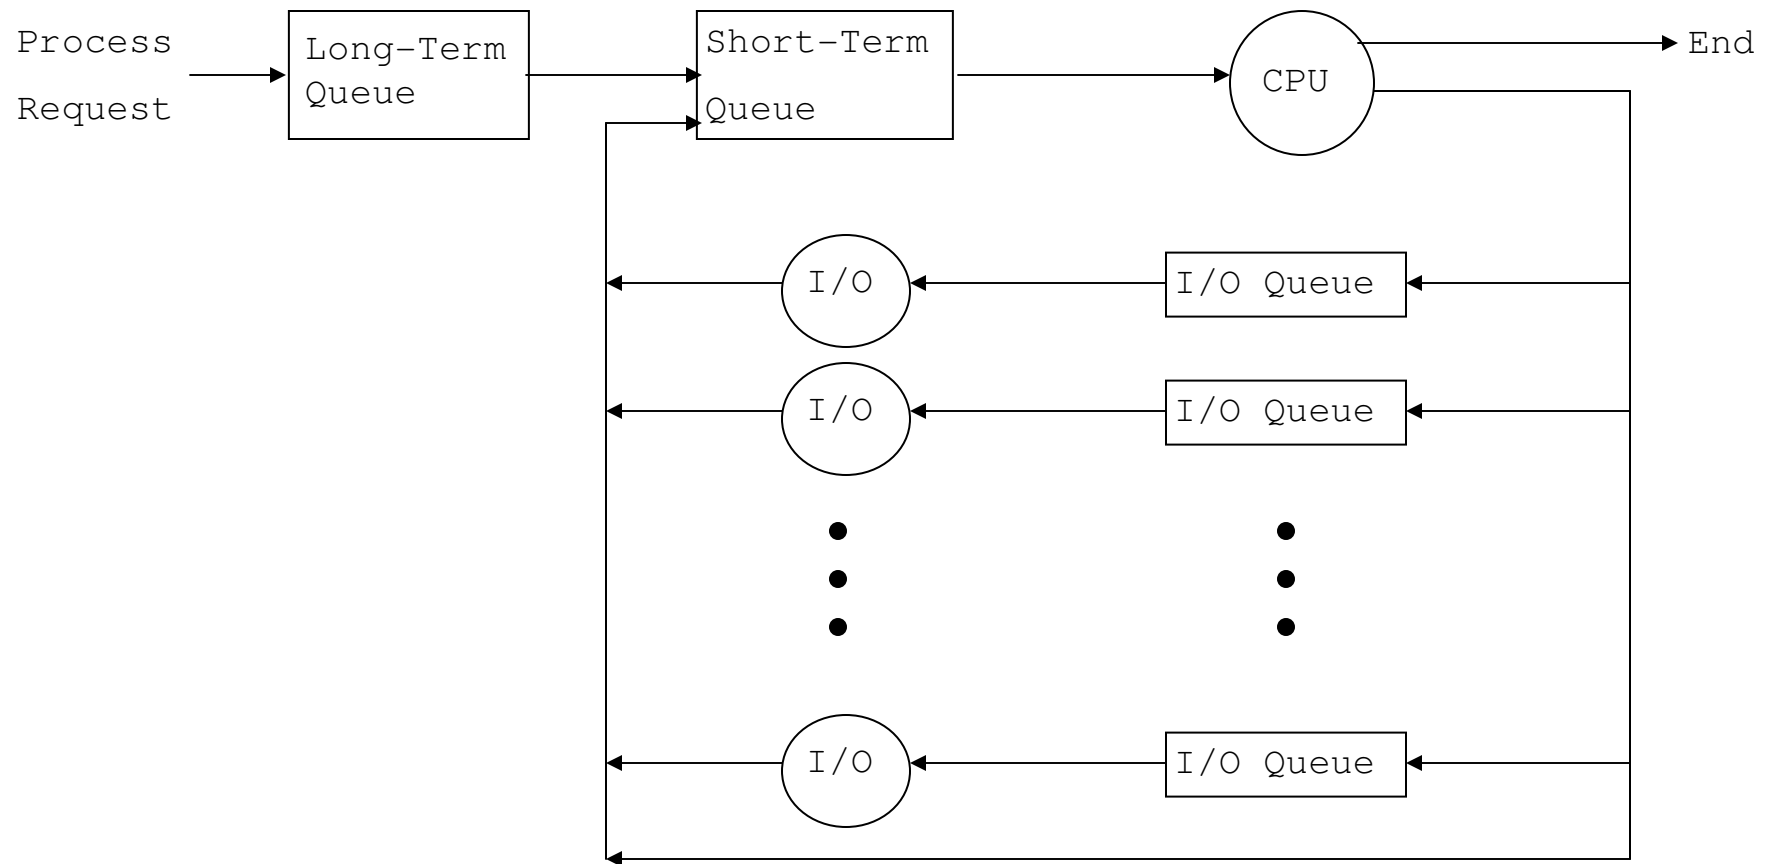 Process
Request
Long-Term
Queue
Short-Term
Queue
CPU
End
I/O
I/O Queue
I/O
I/O Queue
I/O
I/O Queue